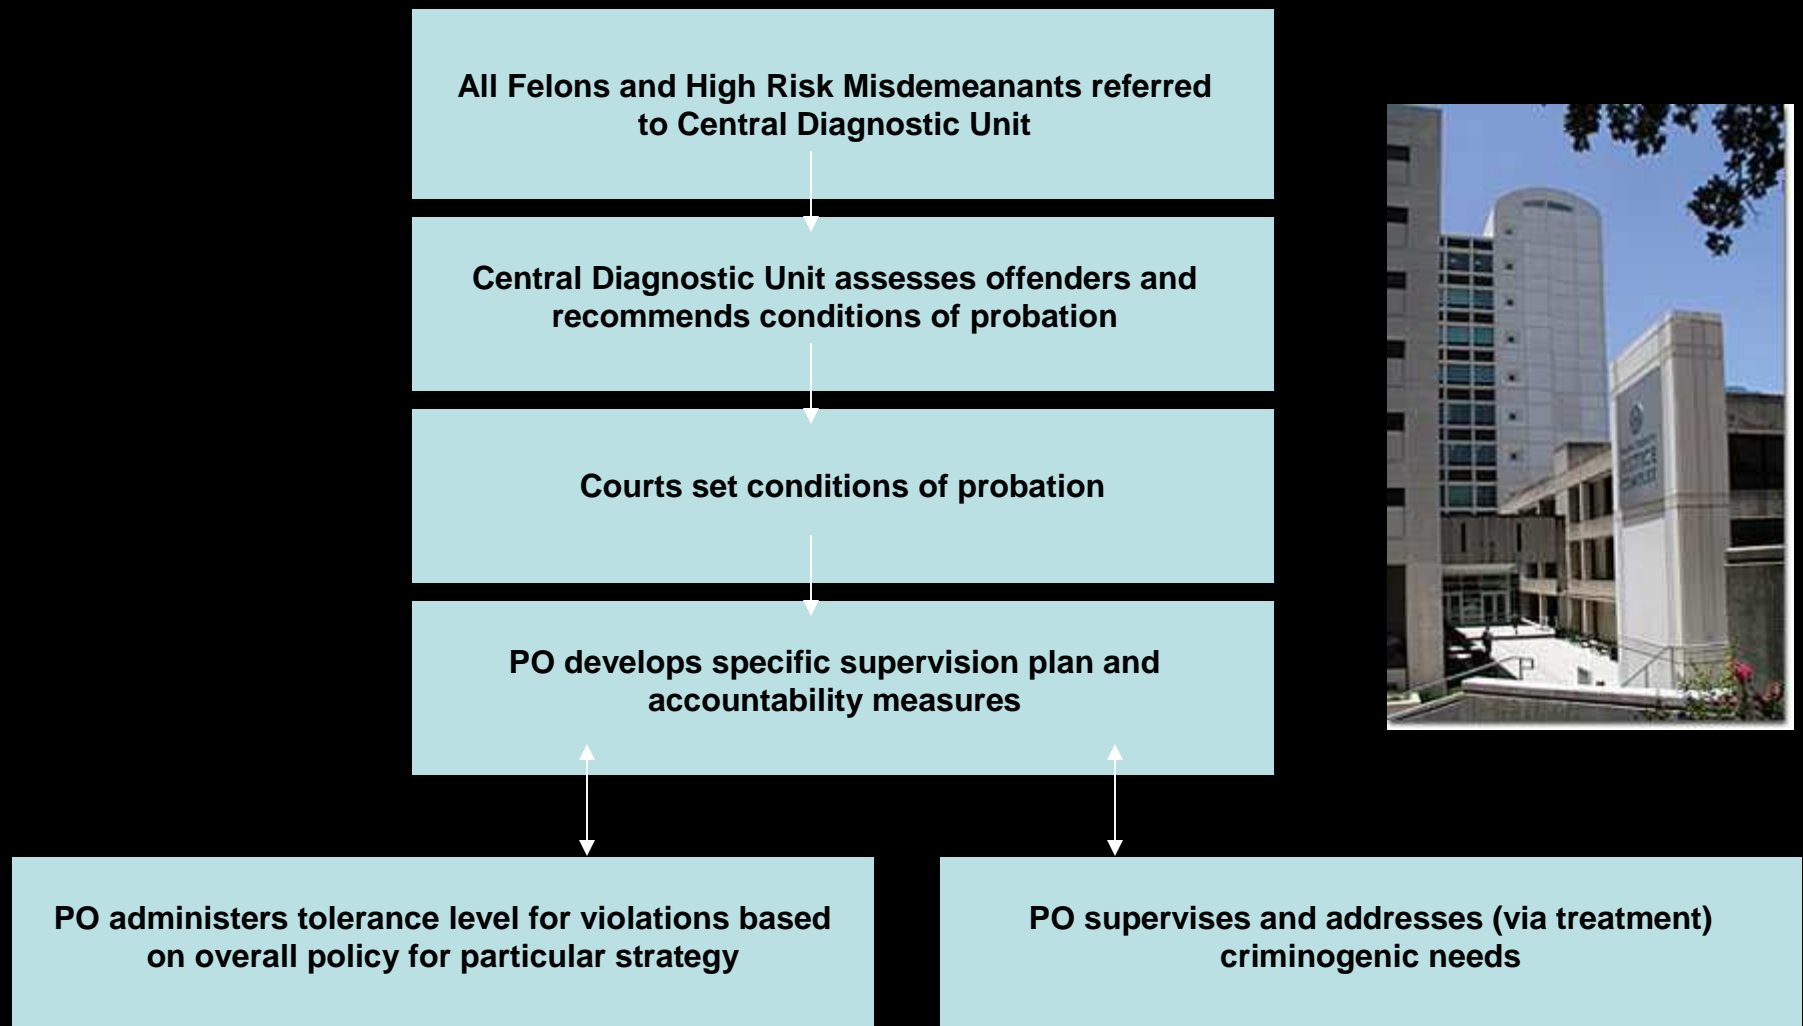 All Felons and High Risk Misdemeanants referred
to Central Diagnostic Unit
Central Diagnostic Unit assesses offenders and
recommends conditions of probation
Courts set conditions of probation
PO develops specific supervision plan and
accountability measures
PO administers tolerance level for violations based
on overall policy for particular strategy
PO supervises and addresses (via treatment)
criminogenic needs
JUSTICE
COMPLEX